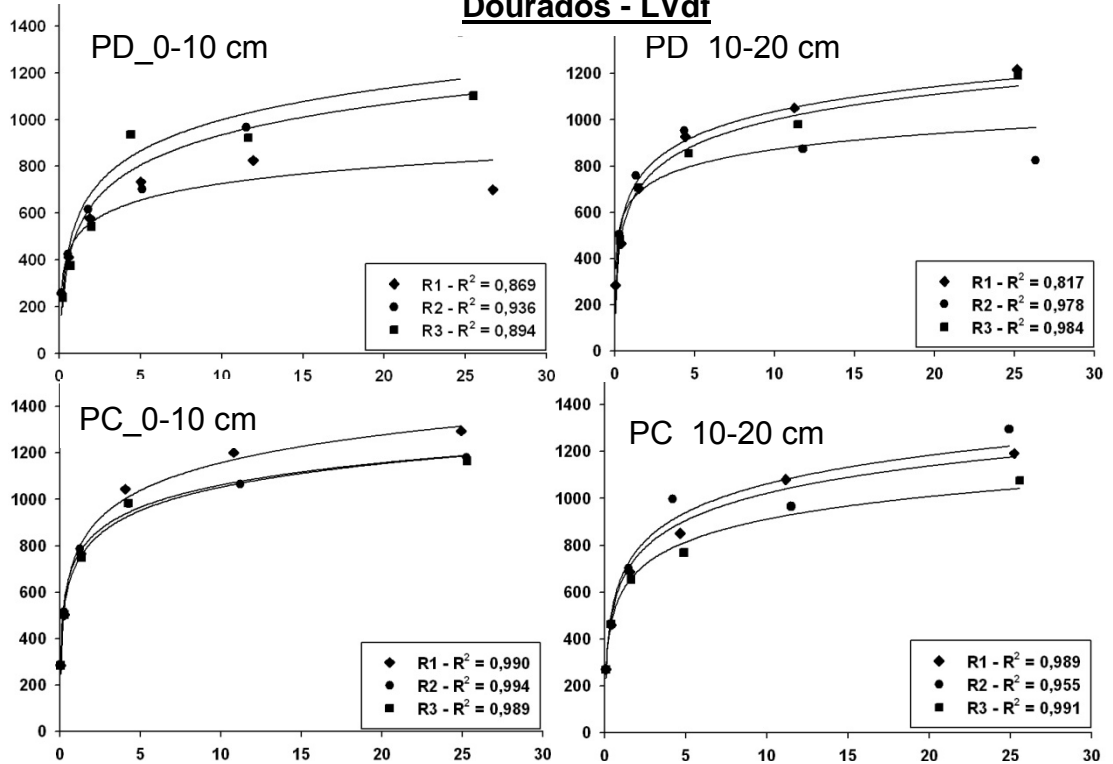 Dourados - LVdf
PD_0-10 cm
1400
1200
1000
800
600
400
200
0
0 5 10 15 20 25 30
R1 - R² = 0,869
R2 - R² = 0,936
R3 - R² = 0,894
PD 10-20 cm
1200
1000
800
600
400
200
0
0 5 10 15 20 25 30
R1 - R² = 0,817
R2 - R² = 0,978
R3 - R² = 0,984
PC_0-10 cm
1400
1200
1000
800
600
400
200
0
0 5 10 15 20 25 30
R1 - R² = 0,990
R2 - R² = 0,994
R3 - R² = 0,989
PC 10-20 cm
1400
1200
1000
800
600
400
200
0
0 5 10 15 20 25 30
R1 - R² = 0,989
R2 - R² = 0,955
R3 - R² = 0,991